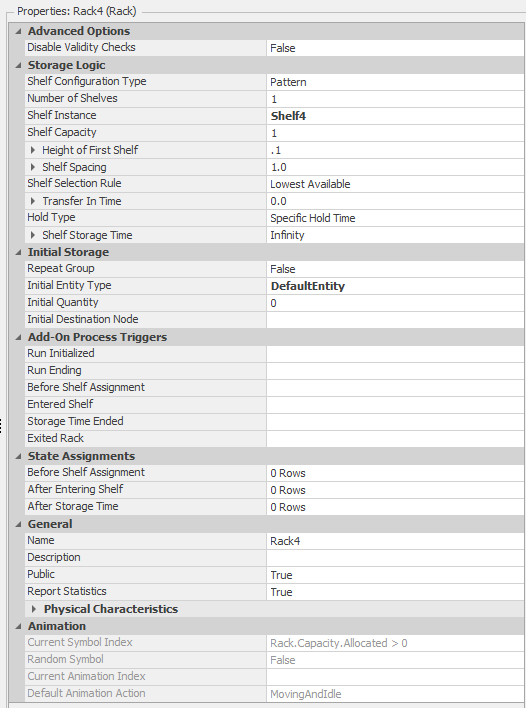 Properties: Rack4 (Rack)
Advanced Options
Disable Validity Checks False
Storage Logic
Shelf Configuration Type Pattern
Number of Shelves 1
Shelf Instance Shelf4
Shelf Capacity 1
Height of First Shelf .1
Shelf Spacing 1.0
Shelf Selection Rule Lowest Available
Transfer In Time 0.0
Hold Type Specific Hold Time
Shelf Storage Time Infinity
Initial Storage
Repeat Group False
Initial Entity Type DefaultEntity
Initial Quantity 0
Initial Destination Node
Add-On Process Triggers
Run Initialized
Run Ending
Before Shelf Assignment
Entered Shelf
Storage Time Ended
Exited Rack
State Assignments
Before Shelf Assignment 0 Rows
After Entering Shelf 0 Rows
After Storage Time 0 Rows
General
Name Rack4
Description
Public True
Report Statistics True
Physical Characteristics
Animation
Current Symbol Index Rack.Capacity.Allocated > 0
Random Symbol False
Current Animation Index
Default Animation Action MovingAndIdle